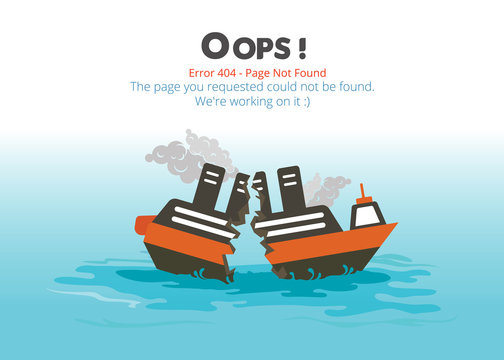 OOPS !
Error 404 - Page Not Found
The page you requested could not be found.
We're working on it :)